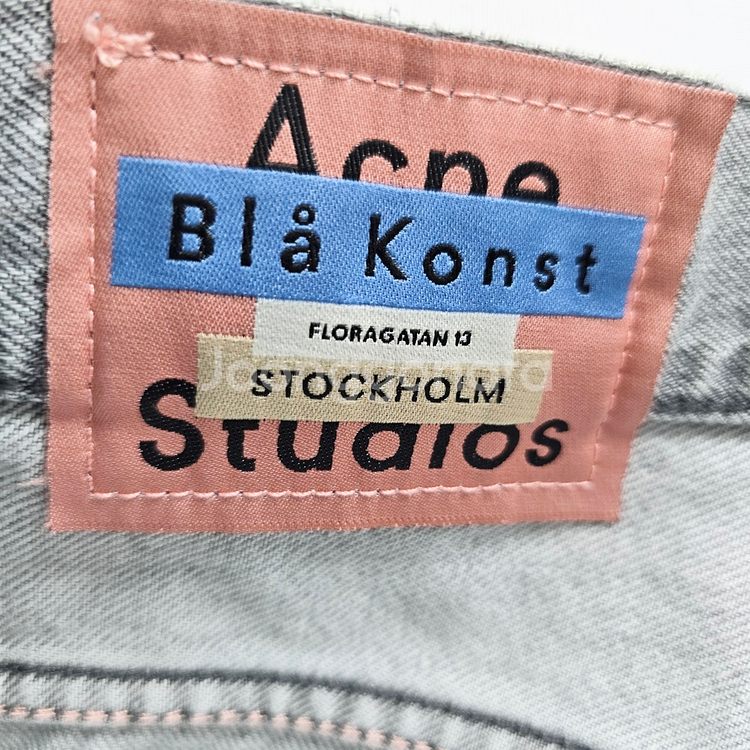 Acne
Blå Konst
FLORAGATAN 13
STOCKHOLM
Studios